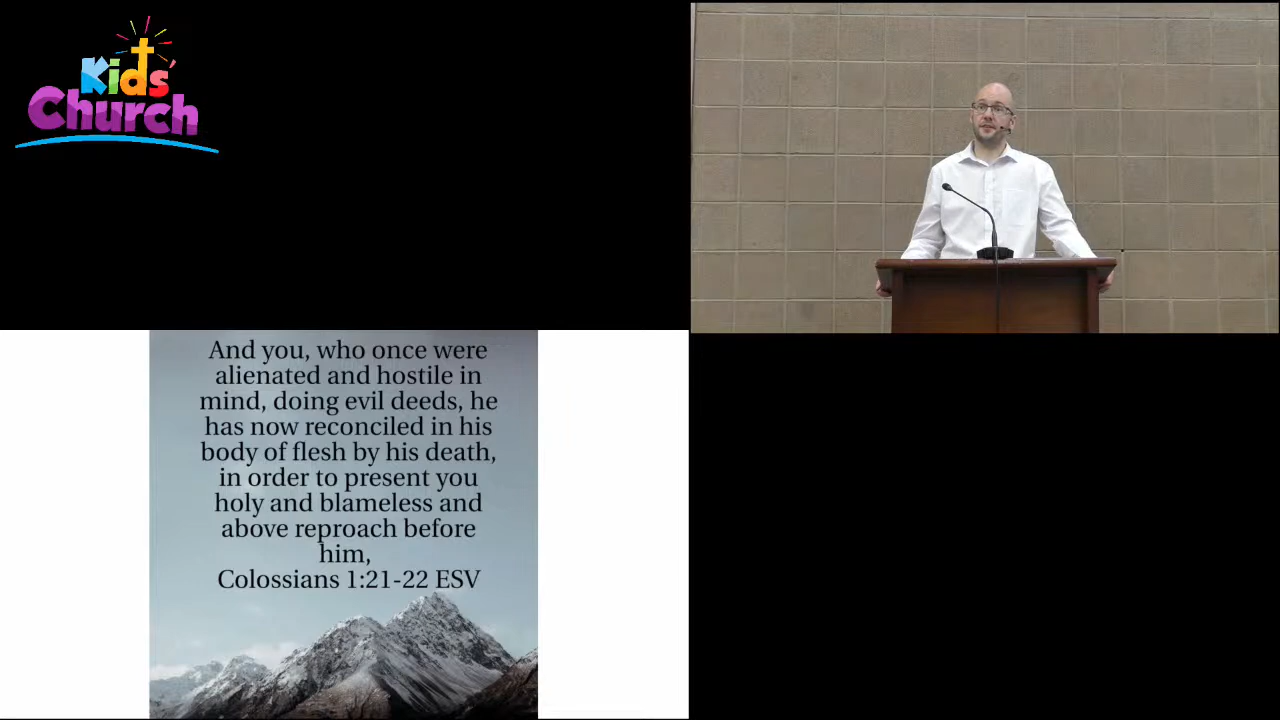 Kids'
Church
And you, who once were
alienated and hostile in
mind, doing evil deeds, he
has now reconciled in his
body of flesh by his death,
in order to present you
holy and blameless and
above reproach before
him,
Colossians 1:21-22 ESV